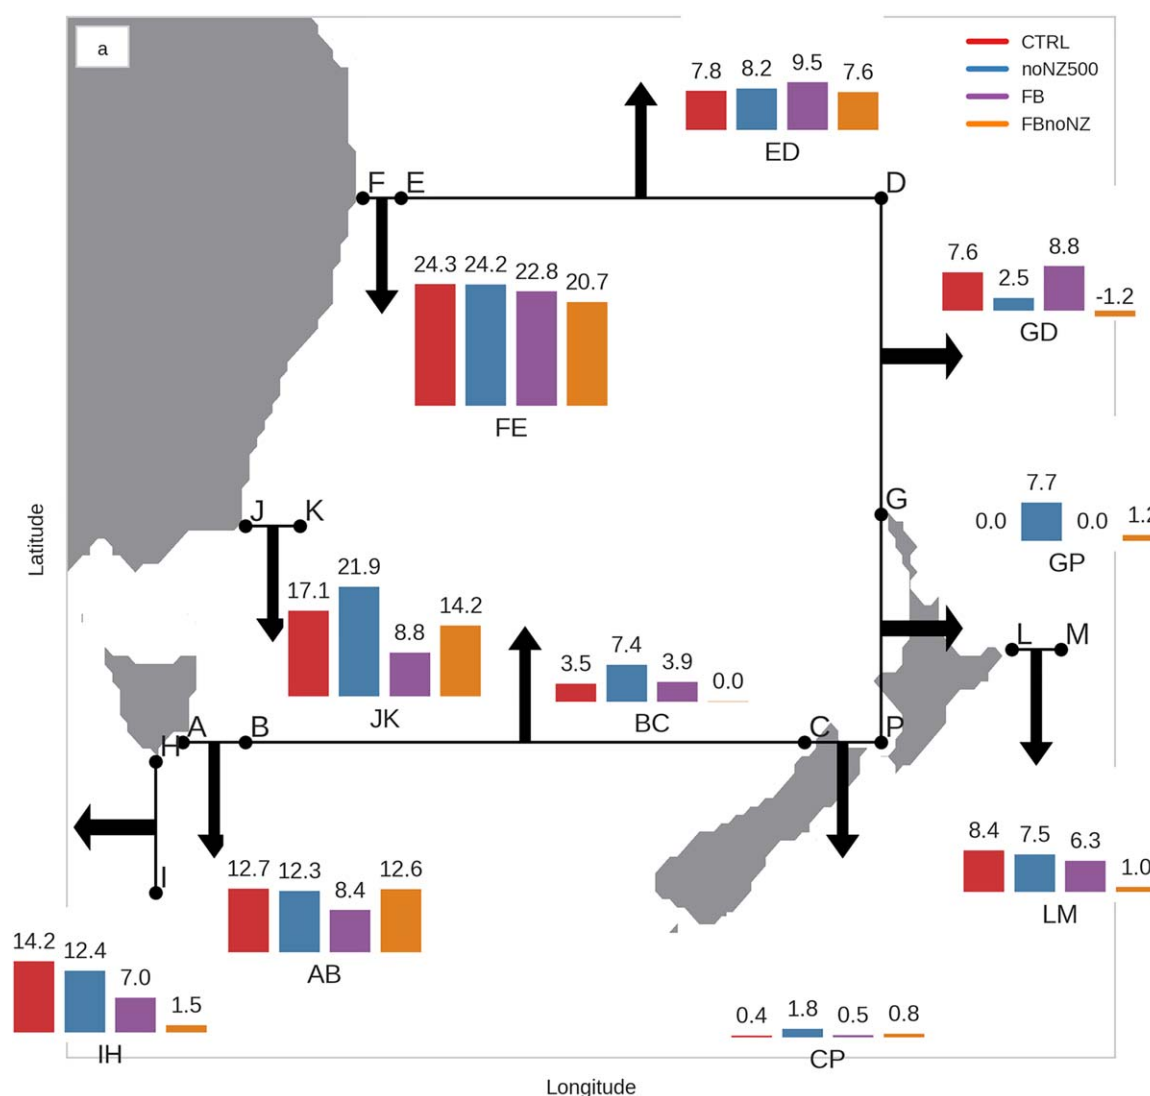 a
CTRL
noNZ500
FB
FBnoNZ
7.8 8.2 9.5 7.6
ED
F E D
24.3 24.2 22.8 20.7
FE
7.6 2.5 8.8 -1.2
GD
J K
G
0.0 7.7 0.0 1.2
GP
17.1 21.9 8.8 14.2
JK
3.5 7.4 3.9 0.0
BC
L M
H A B C P
I
12.7 12.3 8.4 12.6
AB
8.4 7.5 6.3 1.0
LM
14.2 12.4 7.0 1.5
IH
0.4 1.8 0.5 0.8
CP
Latitude
Longitude